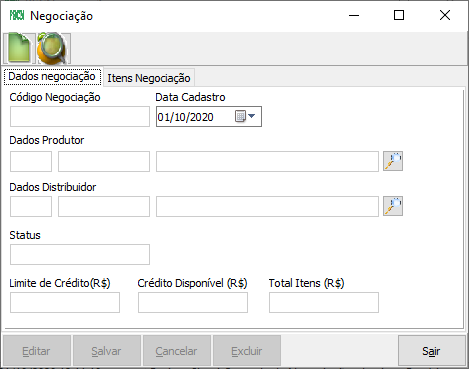 Negociação
Dados negociação Itens Negociação
Código Negociação Data Cadastro
01/10/2020
Dados Produtor
Dados Distribuidor
Status
Limite de Crédito(R$) Crédito Disponível (R$) Total Itens (R$)
Editar Salvar Cancelar Excluir Sair